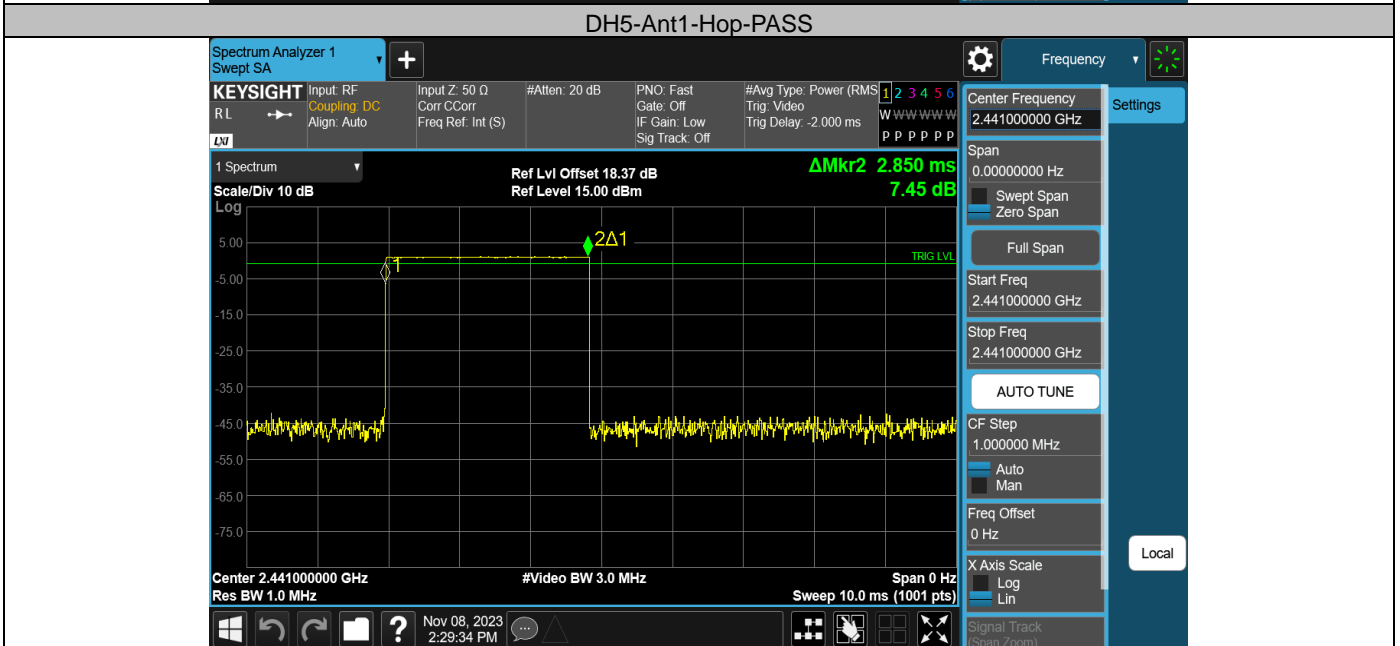 DH5-Ant1-Hop-PASS
Spectrum Analyzer 1
Swept SA
+
Frequency
KEYSIGHT
RL
LXI
Input: RF
Coupling: DC
Align: Auto
Input Z: 50 Ω
Corr CCorr
Freq Ref: Int (S)
#Atten: 20 dB
PNO: Fast
Gate: Off
IF Gain: Low
Sig Track: Off
#Avg Type: Power (RMS
Trig: Video
Trig Delay: -2.000 ms
1 2 3 4 5 6
W W W W W W
P P P P P P
1 Spectrum
Scale/Div 10 dB
Log
Ref Lvl Offset 18.37 dB
Ref Level 15.00 dBm
ΔMkr2 2.850 ms
7.45 dB
5.00
-5.00
-15.0
-25.0
-35.0
-45.0
-55.0
-65.0
-75.0
1
2Δ1
TRIG LVL
Center 2.441000000 GHz
Res BW 1.0 MHz
#Video BW 3.0 MHz
Span 0 Hz
Sweep 10.0 ms (1001 pts)
Center Frequency
2.441000000 GHz
Settings
Span
0.00000000 Hz
Swept Span
Zero Span
Full Span
Start Freq
2.441000000 GHz
Stop Freq
2.441000000 GHz
AUTO TUNE
CF Step
1.000000 MHz
Auto
Man
Freq Offset
0 Hz
X Axis Scale
Log
Lin
Local
Signal Track
(Span Zoom)
?
Nov 08, 2023
2:29:34 PM